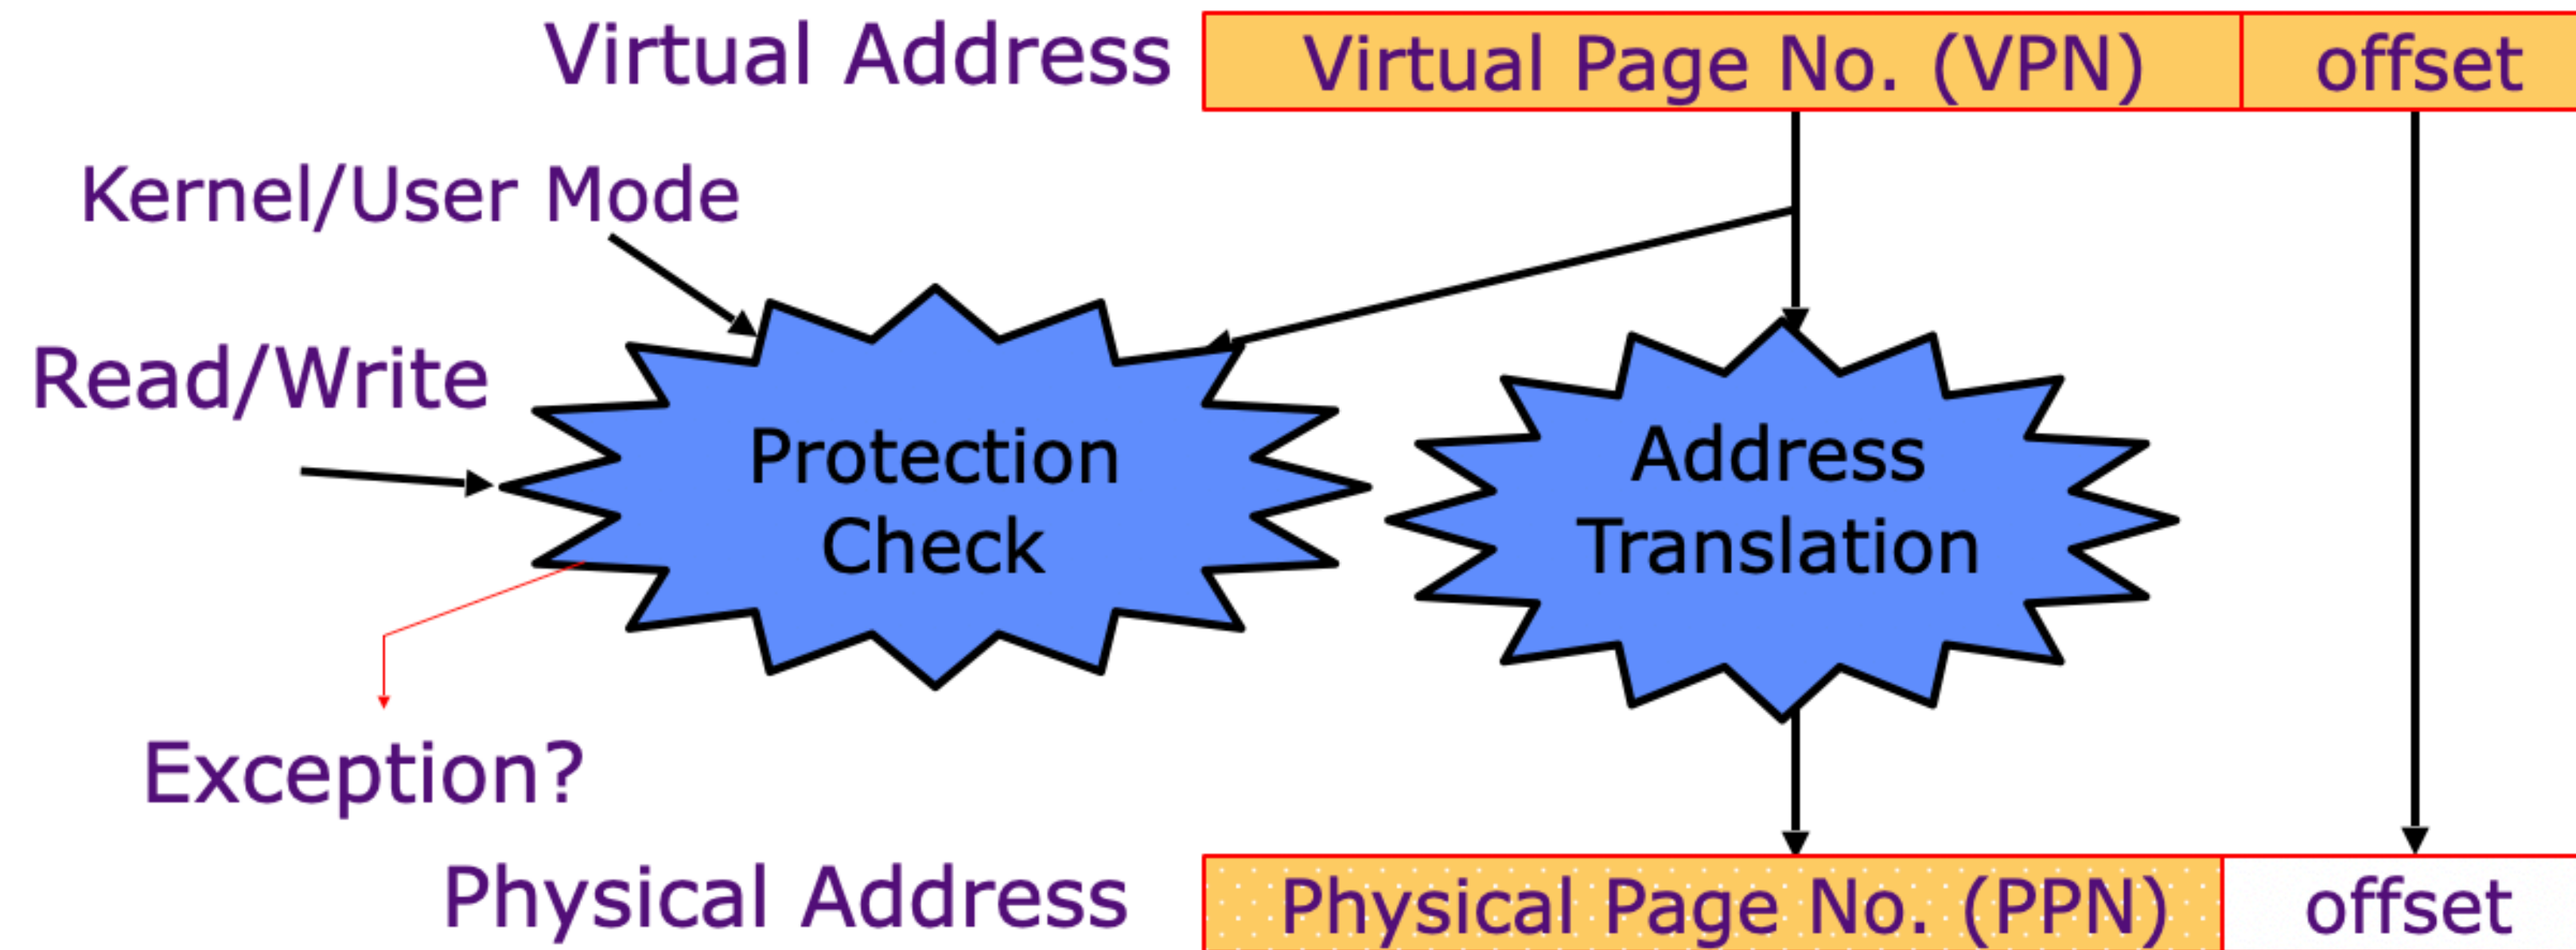 Virtual Address
Virtual Page No. (VPN)
offset
Kernel/User Mode
Read/Write
Protection
Check
Address
Translation
Exception?
Physical Address
Physical Page No. (PPN)
offset